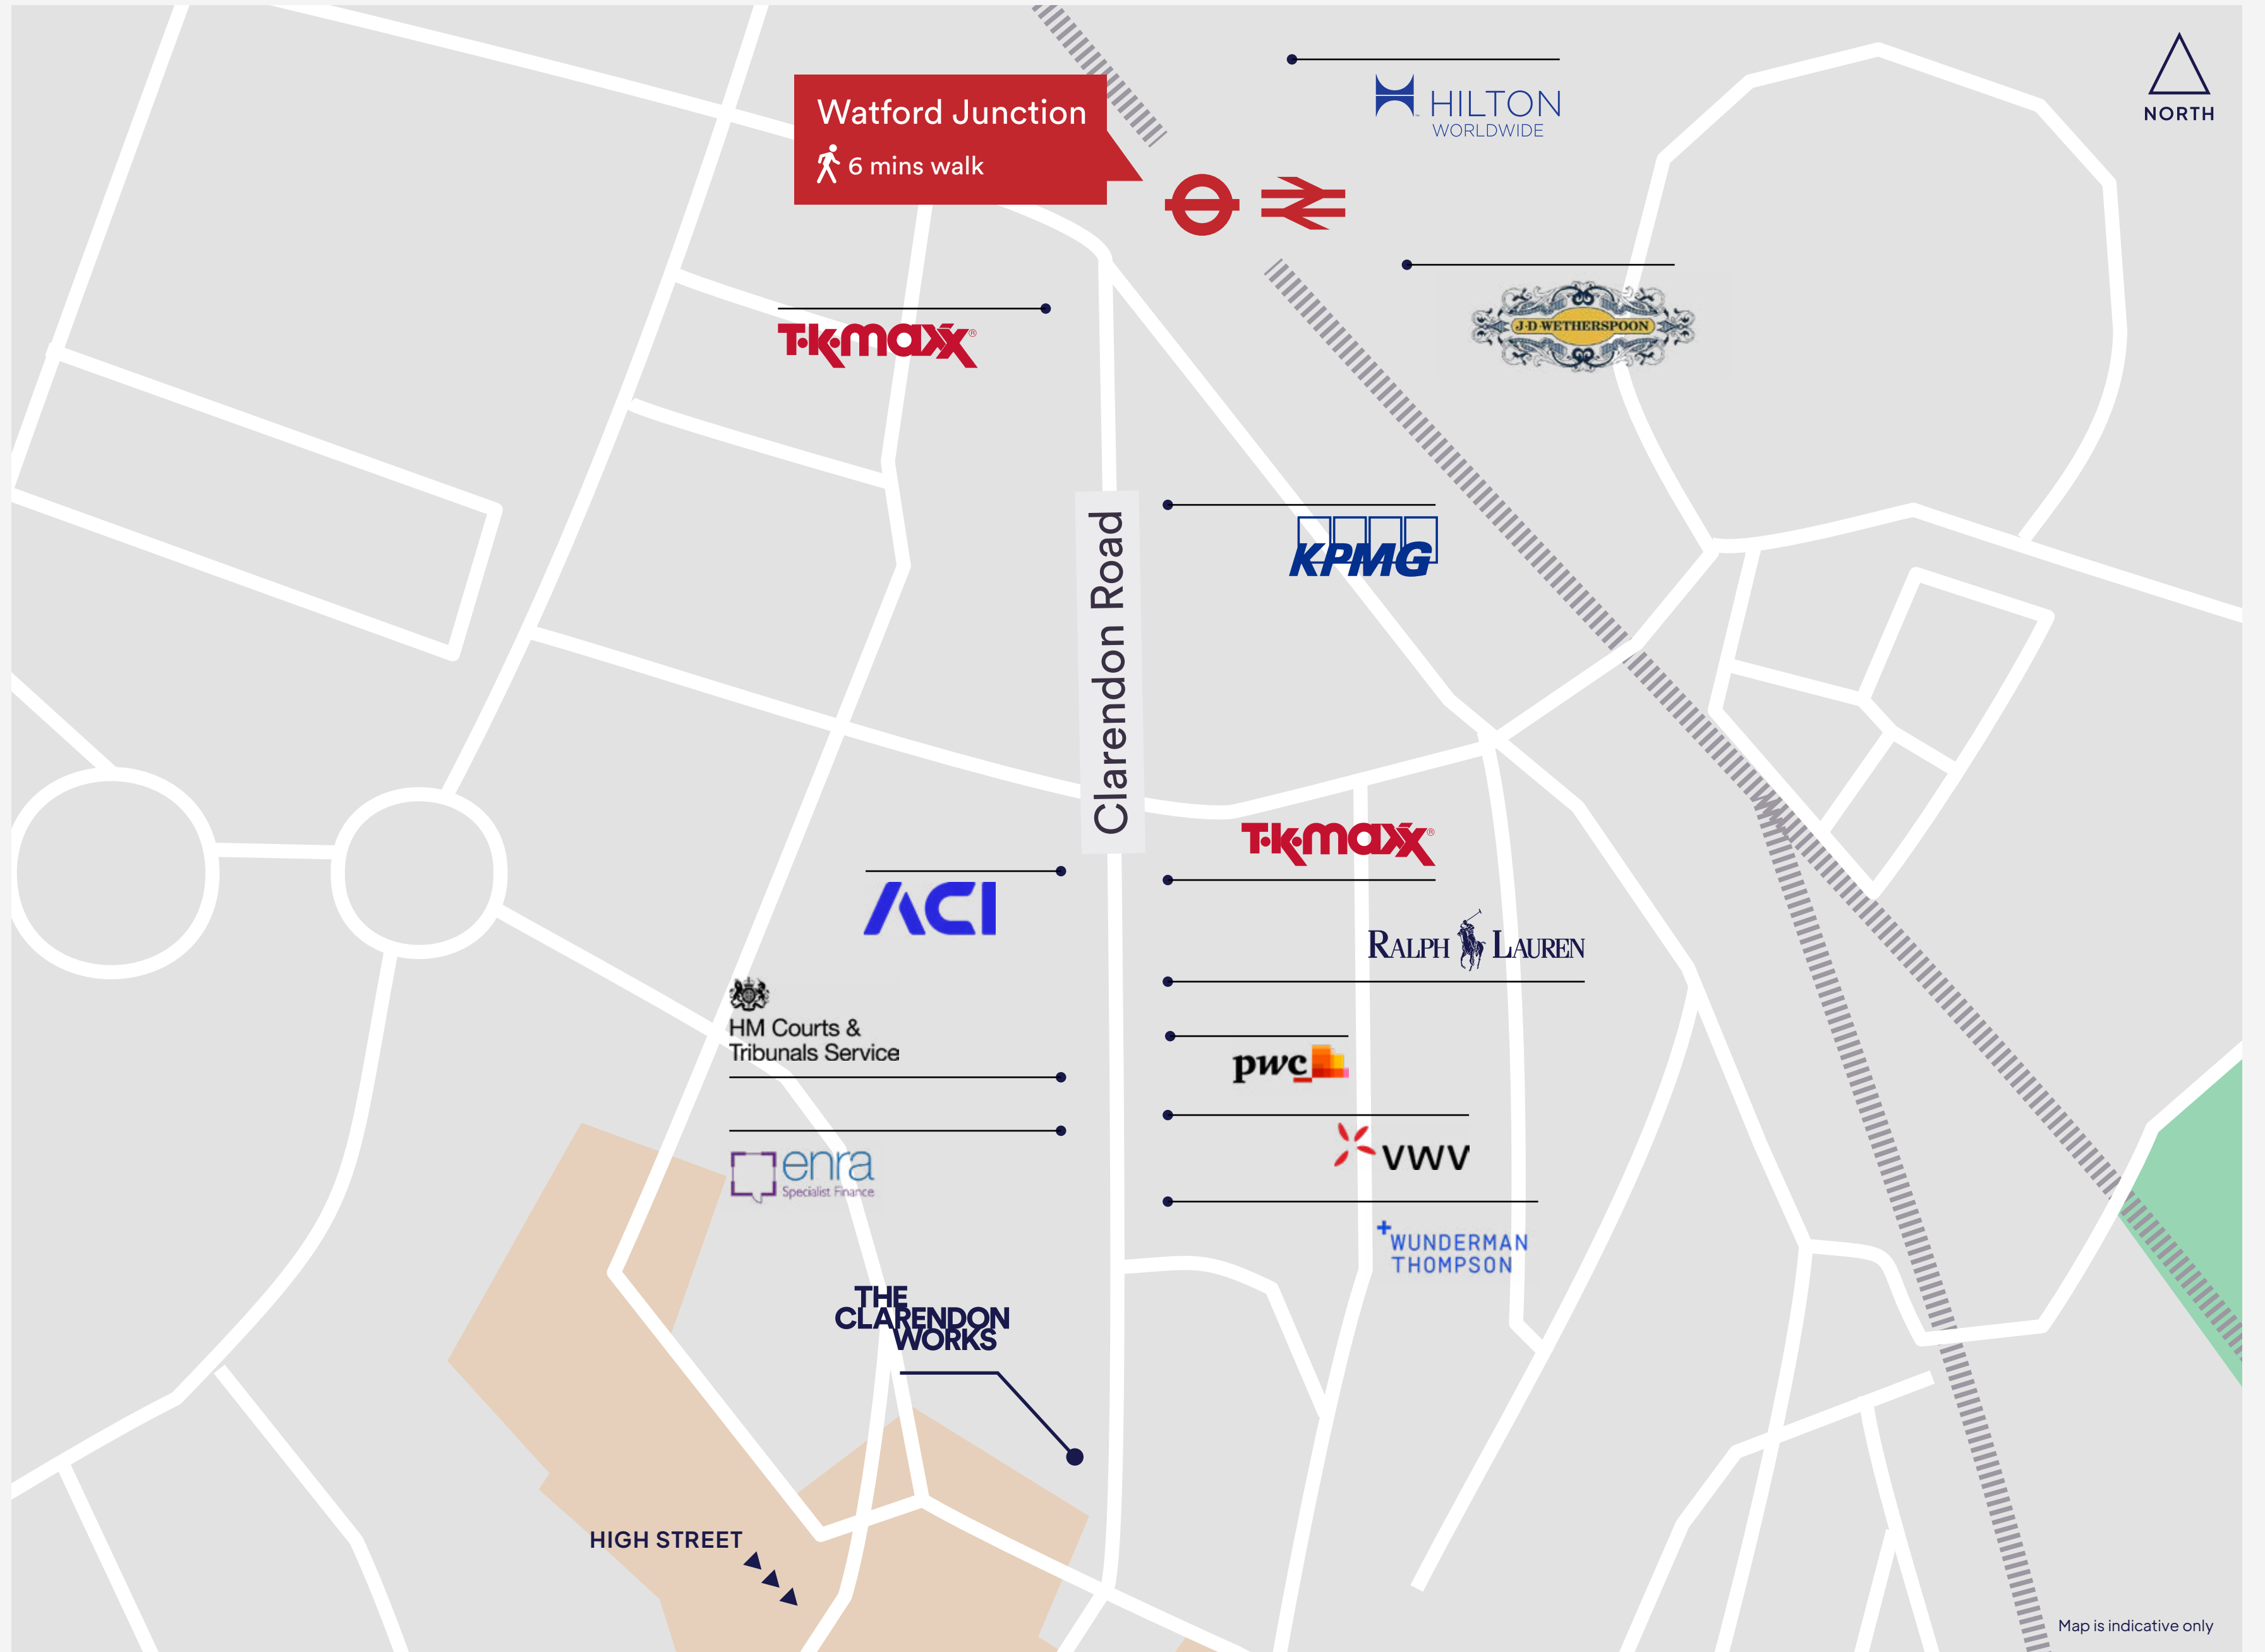 Watford Junction
6 mins walk
HILTON
WORLDWIDE
NORTH
T·K·maxx®
J·D·WETHERSPOON
KPMG
Clarendon Road
T·K·maxx®
ACI
RALPH LAUREN
HM Courts &
Tribunals Service
pwc
enra
Specialist Finance
VWV
WUNDERMAN
THOMPSON
THE
CLARENDON
WORKS
HIGH STREET
Map is indicative only